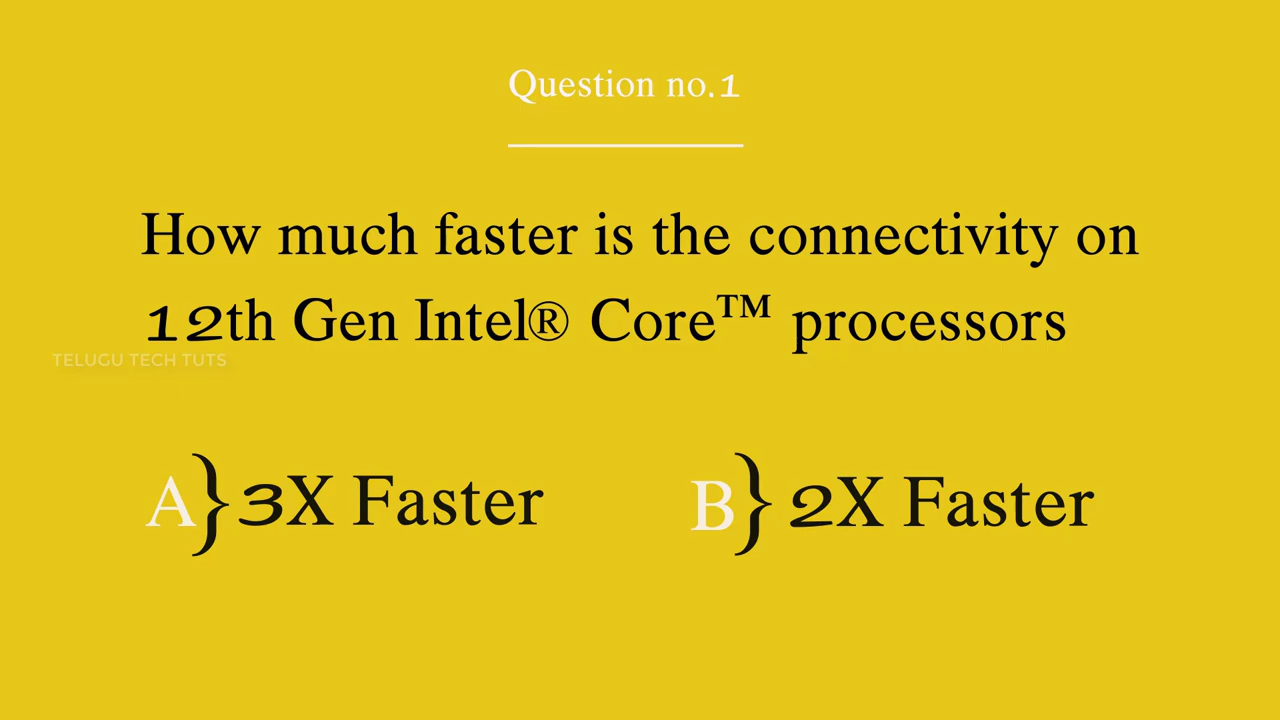 Question no.1
How much faster is the connectivity on
12th Gen Intel® Core™ processors
TELUGU TECH TUTS
A}3X Faster
B} 2X Faster